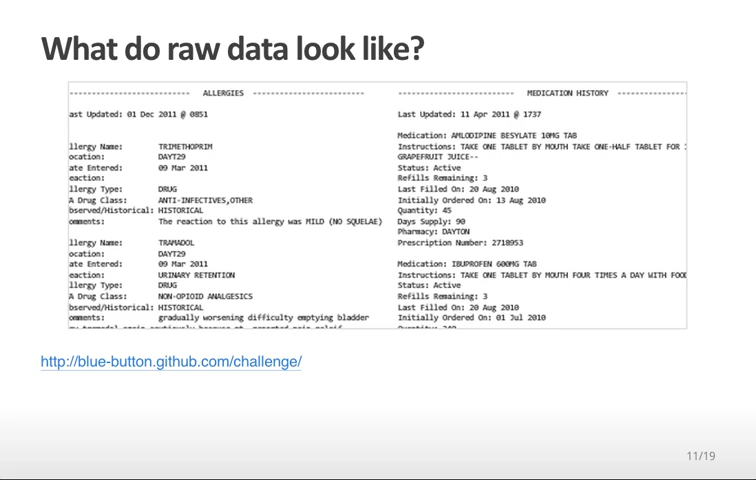 What do raw data look like?
--------------------------- ALLERGIES -------------------------
ast Updated: 01 Dec 2011 @ 0851
llergy Name: TRIMETHOPRIM
ocation: DAYT29
ate Entered: 09 Mar 2011
eaction:
llergy Type: DRUG
A Drug Class: ANTI-INFECTIVES,OTHER
bserved/Historical: HISTORICAL
omments: The reaction to this allergy was MILD (NO SQUELAE)
llergy Name: TRAMADOL
ocation: DAYT29
ate Entered: 09 Mar 2011
eaction: URINARY RETENTION
llergy Type: DRUG
A Drug Class: NON-OPIOID ANALGESICS
bserved/Historical: HISTORICAL
omments: gradually worsening difficulty emptying bladder
-------------------------- MEDICATION HISTORY ----------------
Last Updated: 11 Apr 2011 @ 1737
Medication: AMLODIPINE BESYLATE 10MG TAB
Instructions: TAKE ONE TABLET BY MOUTH TAKE ONE-HALF TABLET FOR
GRAPEFRUIT JUICE--
Status: Active
Refills Remaining: 3
Last Filled On: 20 Aug 2010
Initially Ordered On: 13 Aug 2010
Quantity: 45
Days Supply: 90
Pharmacy: DAYTON
Prescription Number: 2718953
Medication: IBUPROFEN 600MG TAB
Instructions: TAKE ONE TABLET BY MOUTH FOUR TIMES A DAY WITH FOO
Status: Active
Refills Remaining: 3
Last Filled On: 20 Aug 2010
Initially Ordered On: 01 Jul 2010
http://blue-button.github.com/challenge/
11/19